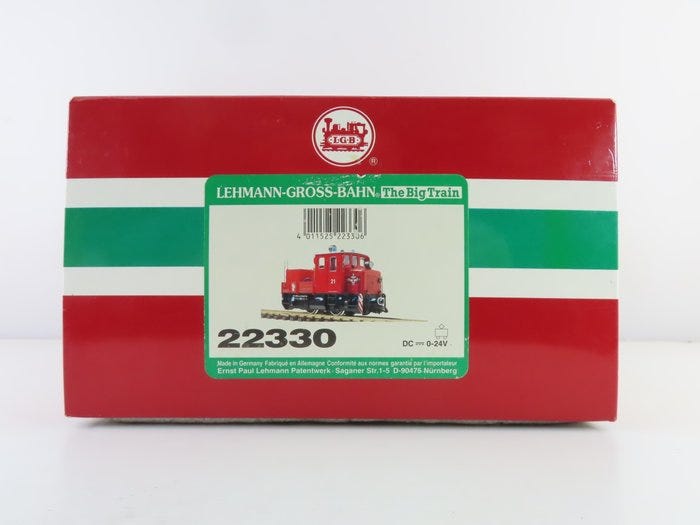 L·G·B
®
LEHMANN-GROSS-BAHN® The Big Train
4 011525 223306
21
22330
DC 0-24V
Made in Germany Fabriqué en Allemagne Conformité aux normes garantie par l'importateur
Ernst Paul Lehmann Patentwerk · Saganer Str.1-5 D-90475 Nürnberg